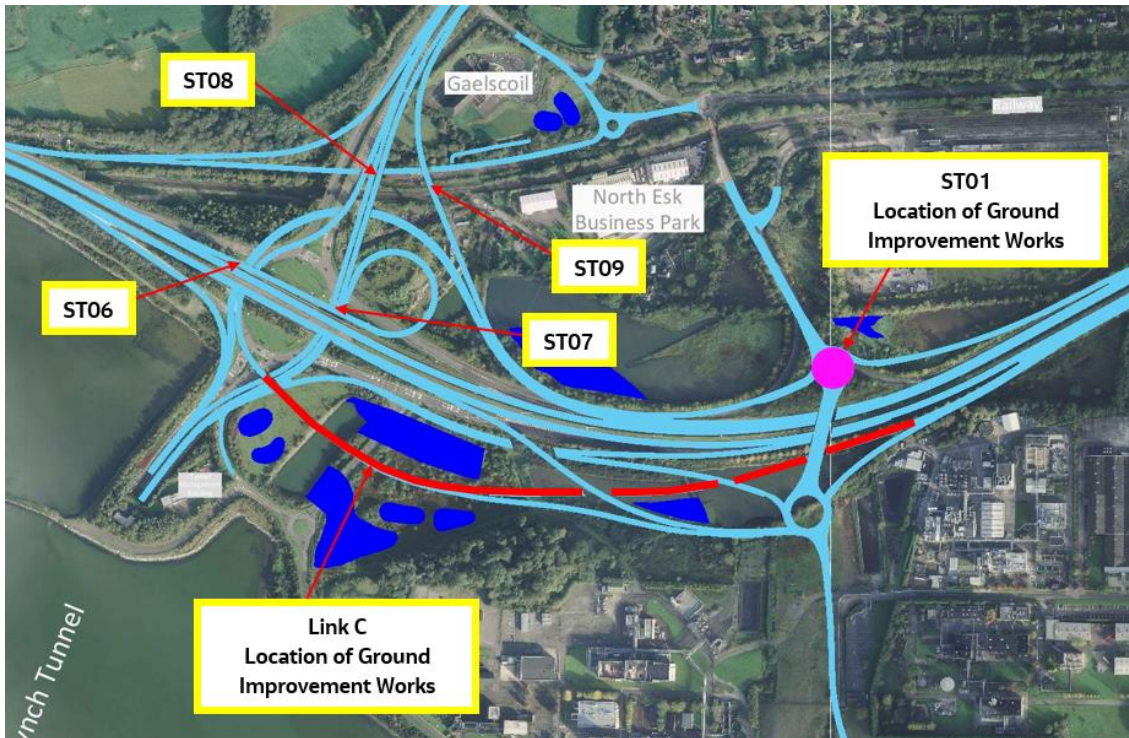 Gaelscoil
ST08
Railway
ST01
Location of Ground
Improvement Works
North Esk
Business Park
ST09
ST06
ST07
Link C
Location of Ground
Improvement Works
ynch Tunnel